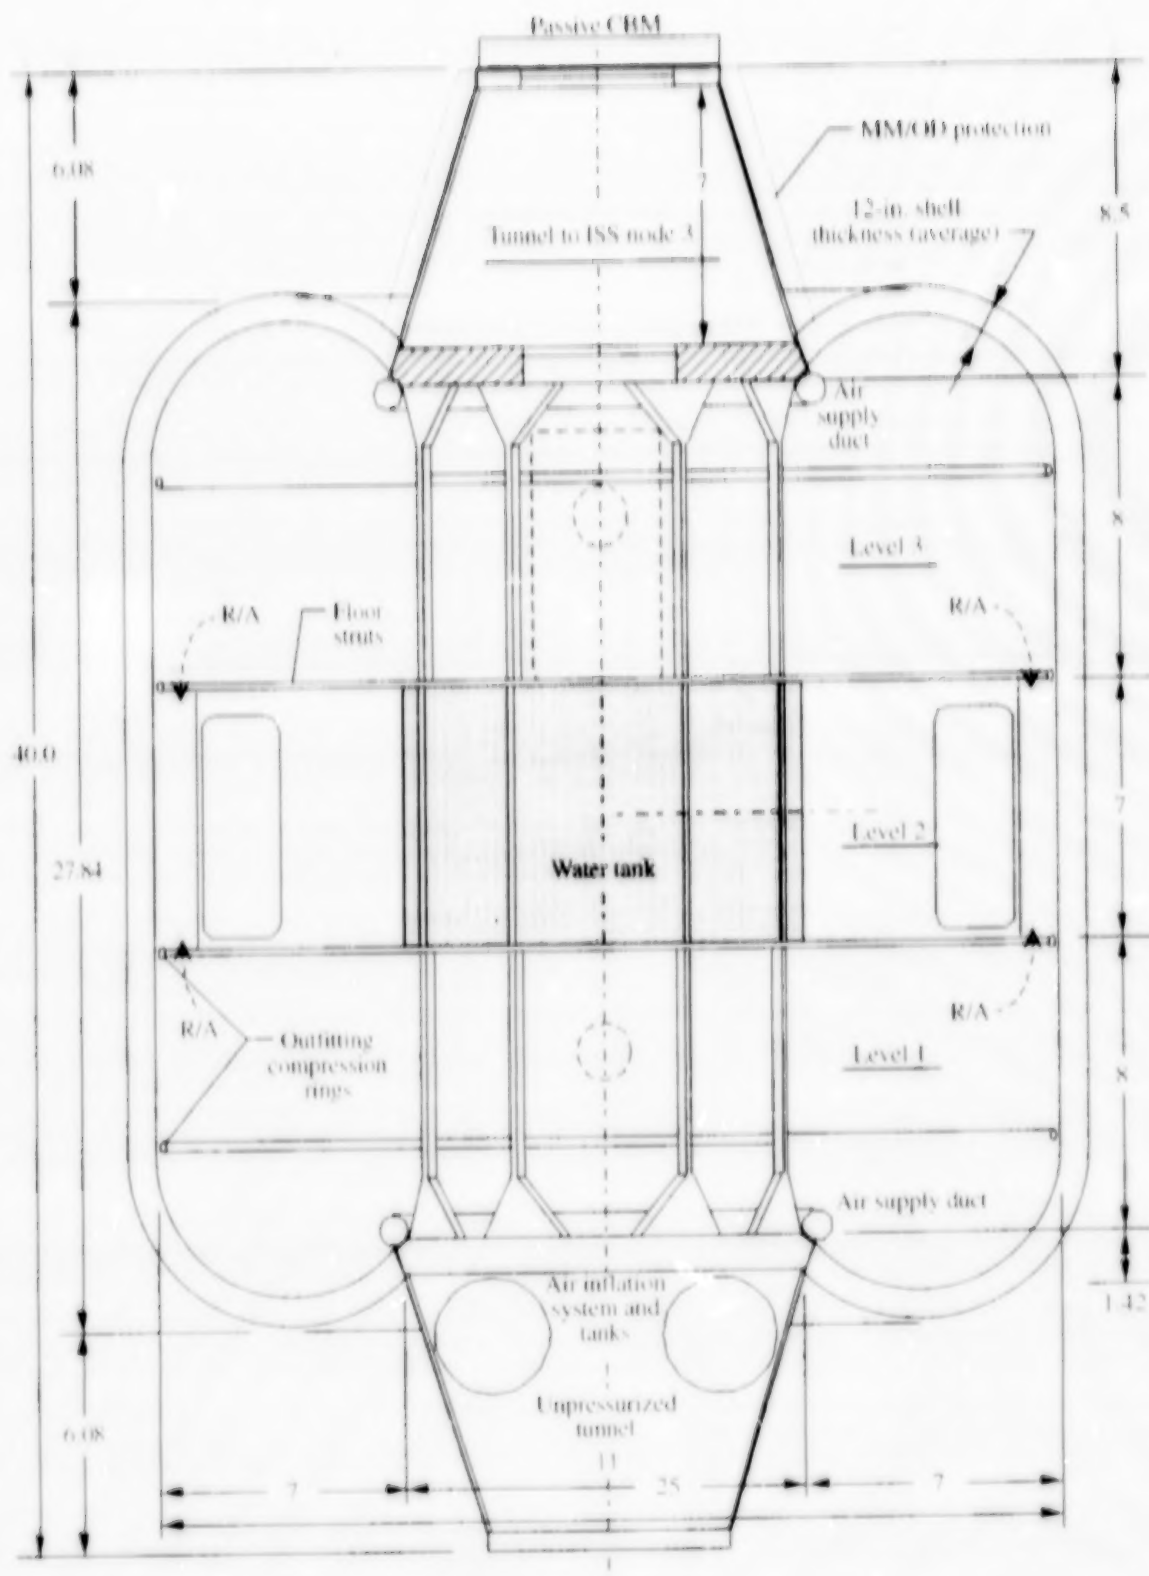 Passive CBM
MM/OD protection
6.08
7
12-in. shell
thickness (average)
8.5
Tunnel to ISS node 3
Air
supply
duct
8
Level 3
R/A
Floor
struts
R/A
40.0
7
Level 2
27.84
Water tank
R/A
R/A
Outfitting
compression
rings
Level 1
8
Air supply duct
Air inflation
system and
tanks
1.42
Unpressurized
tunnel
6.08
11
7
25
7